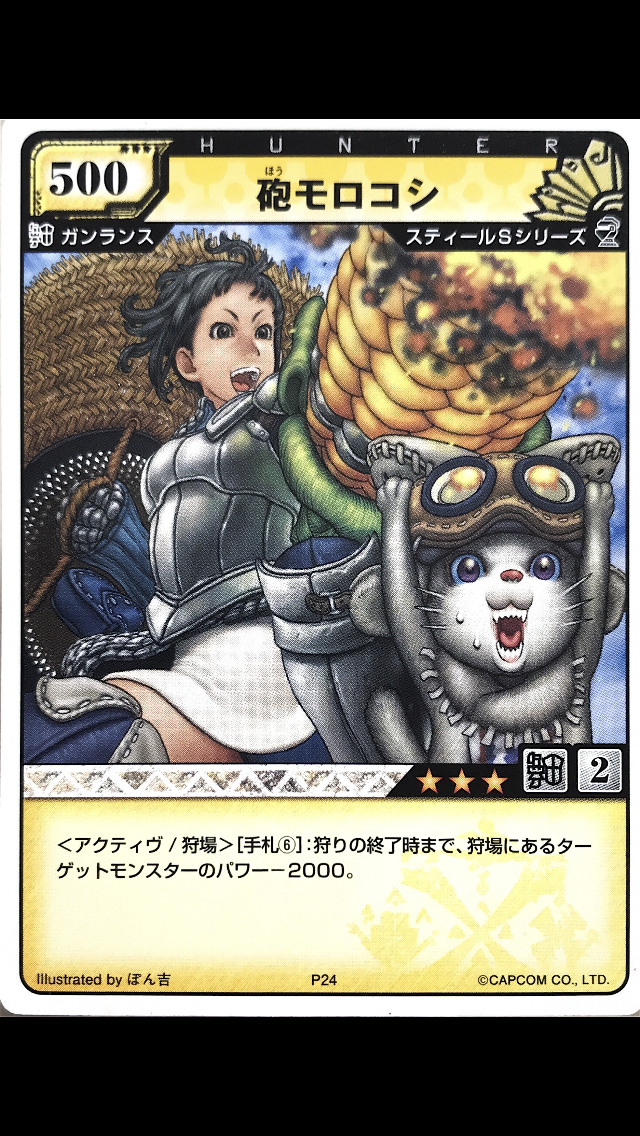 HUNTER
500
ほう
砲モロコシ
ガンランス
スティールSシリーズ
2
＜アクティヴ / 狩場＞[手札⑥]：狩りの終了時まで、狩場にあるター
ゲットモンスターのパワー－2000。
Illustrated by ぽん吉
P24
©CAPCOM CO., LTD.